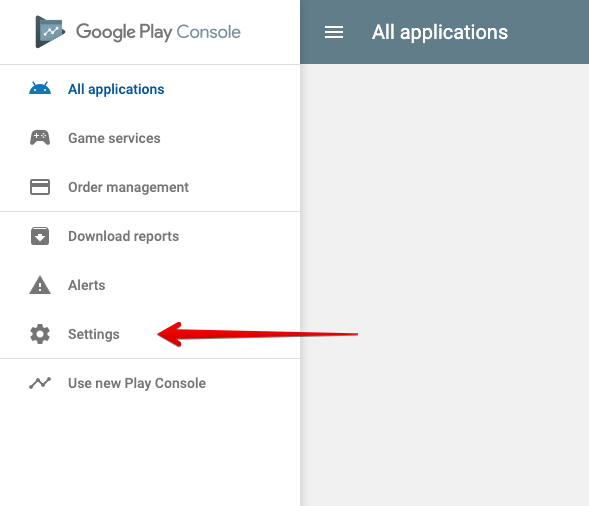 Google Play Console
All applications
All applications
Game services
Order management
Download reports
Alerts
Settings
Use new Play Console